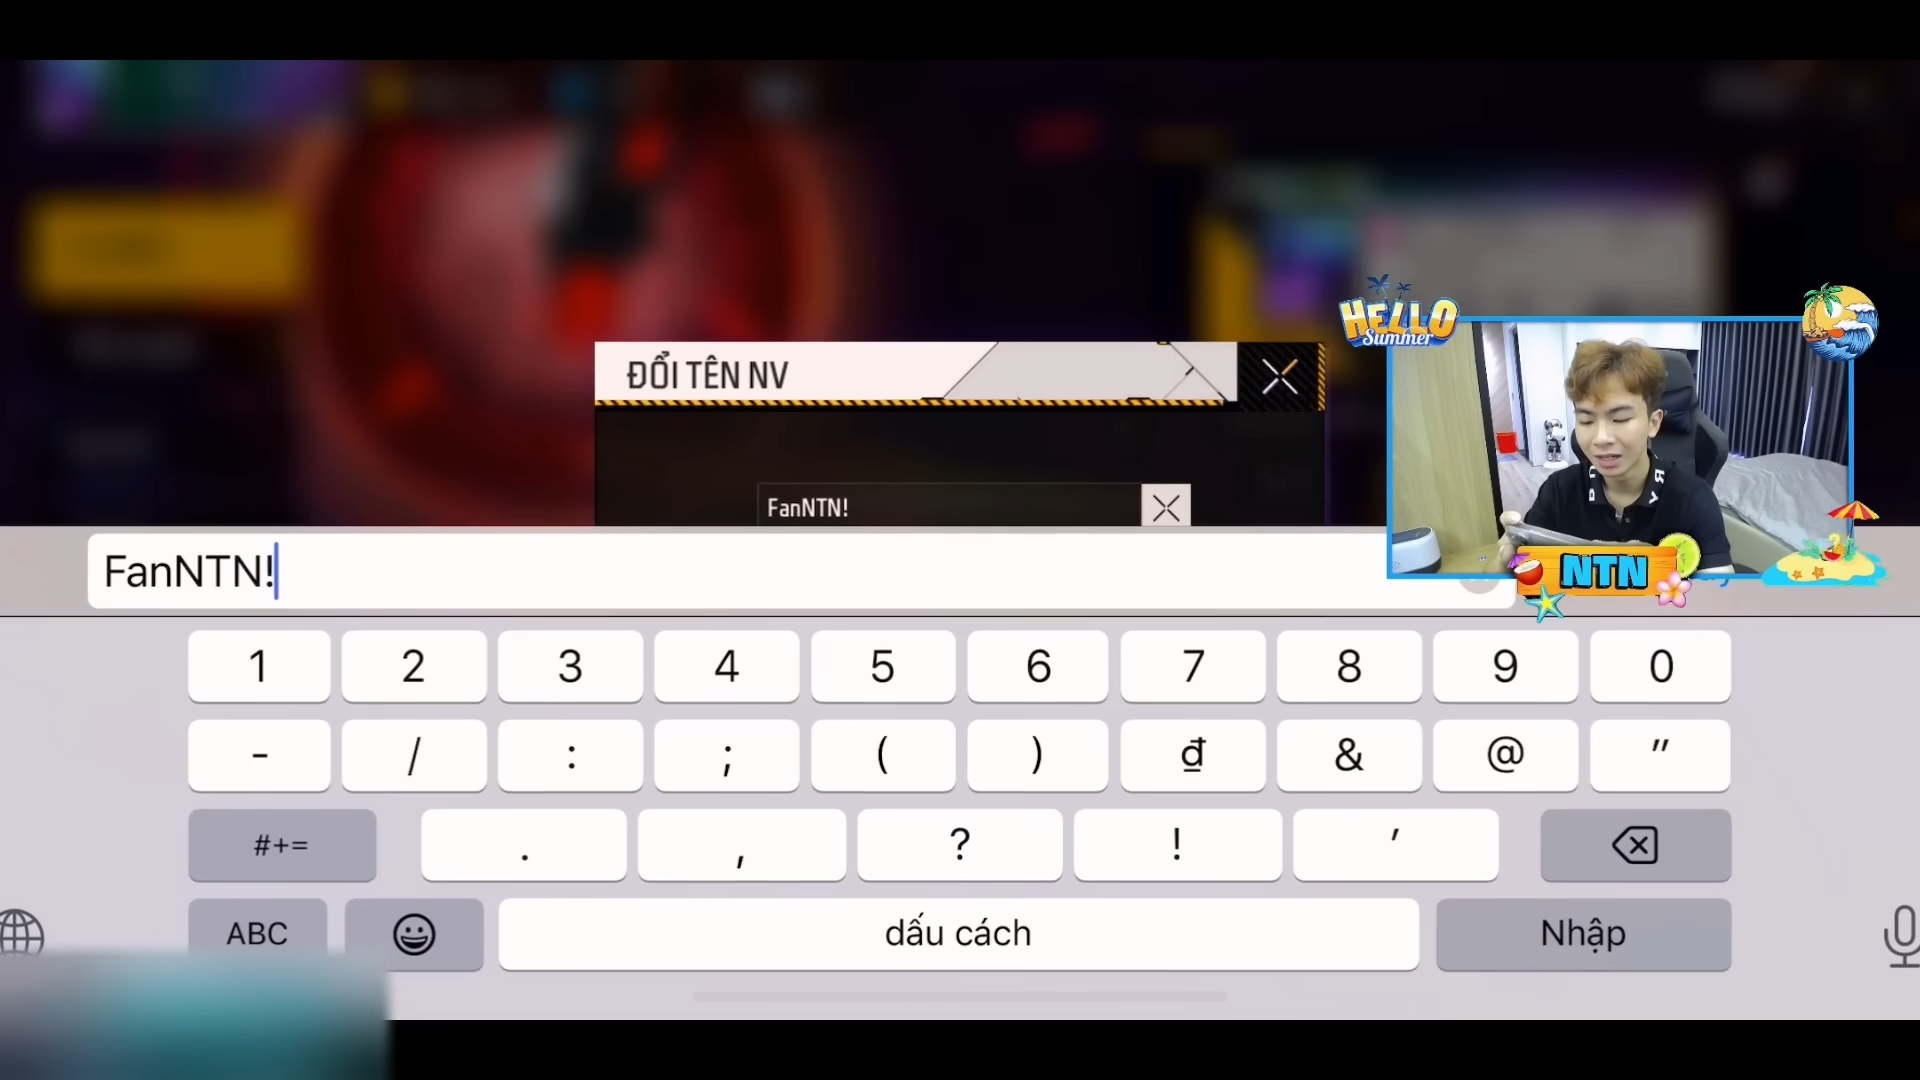 ĐỔI TÊN NV
HELLO
Summer
FanNTN!
FanNTN!
NTN
1 2 3 4 5 6 7 8 9 0
- / : ; ( ) ₫ & @ "
#+= . , ? ! '
ABC dấu cách Nhập